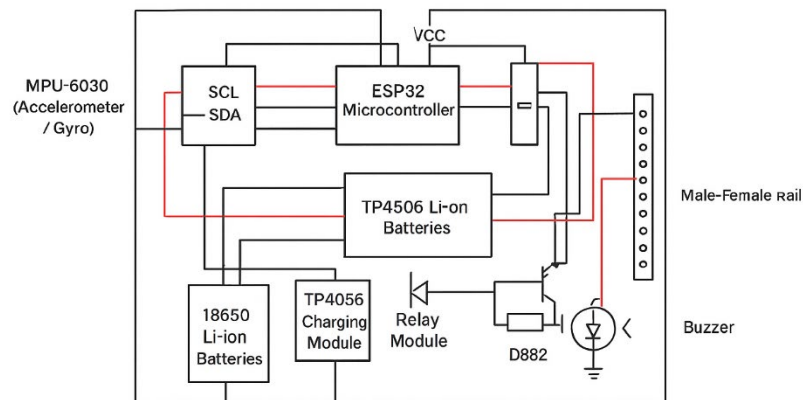 VCC
MPU-6030
(Accelerometer
/ Gyro)
SCL
SDA
ESP32
Microcontroller
Male-Female Rail
TP4506 Li-on
Batteries
18650
Li-ion
Batteries
TP4056
Charging
Module
Relay
Module
D882
Buzzer